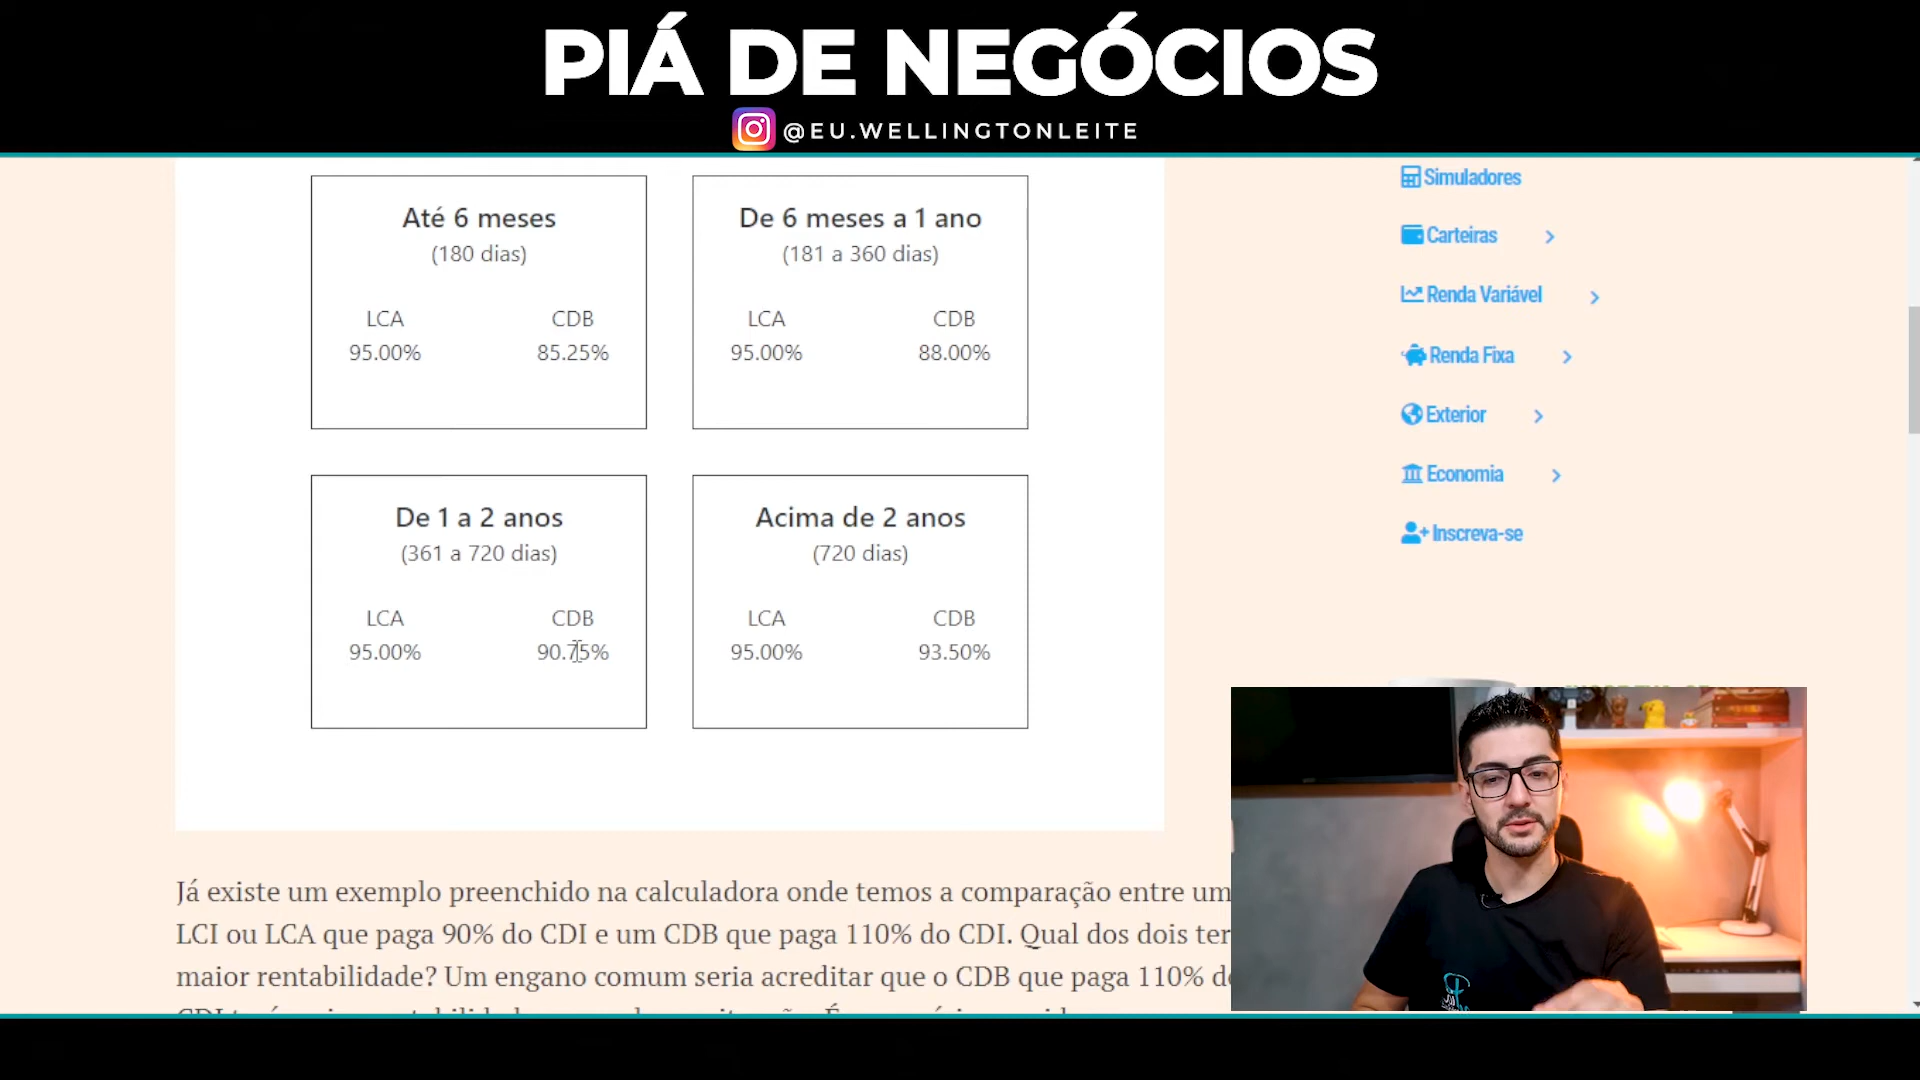 PIÁ DE NEGÓCIOS
@EU.WELLINGTONLEITE
Até 6 meses
(180 dias)
LCA CDB
95.00% 85.25%
De 6 meses a 1 ano
(181 a 360 dias)
LCA CDB
95.00% 88.00%
De 1 a 2 anos
(361 a 720 dias)
LCA CDB
95.00% 90.75%
Acima de 2 anos
(720 dias)
LCA CDB
95.00% 93.50%
Simuladores
Carteiras
Renda Variável
Renda Fixa
Exterior
Economia
Inscreva-se
Já existe um exemplo preenchido na calculadora onde temos a comparação entre um
LCI ou LCA que paga 90% do CDI e um CDB que paga 110% do CDI. Qual dos dois ter
maior rentabilidade? Um engano comum seria acreditar que o CDB que paga 110% d